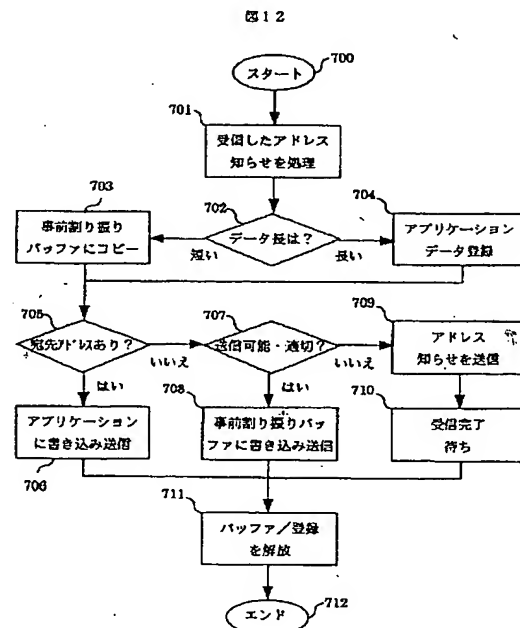 図12
700
スタート
701
受信したアドレス
知らせを処理
703
事前割り振り
バッファにコピー
702
データ長は？
704
アプリケーション
データ登録
短い
長い
705
宛先アドレスあり？
いいえ
はい
707
送信可能・適切？
いいえ
はい
709
アドレス
知らせを送信
アプリケーション
に書き込み送信
706
708
事前割り振りバッ
ファに書き込み送信
710
受信完了
待ち
711
バッファ／登録
を解放
エンド
712